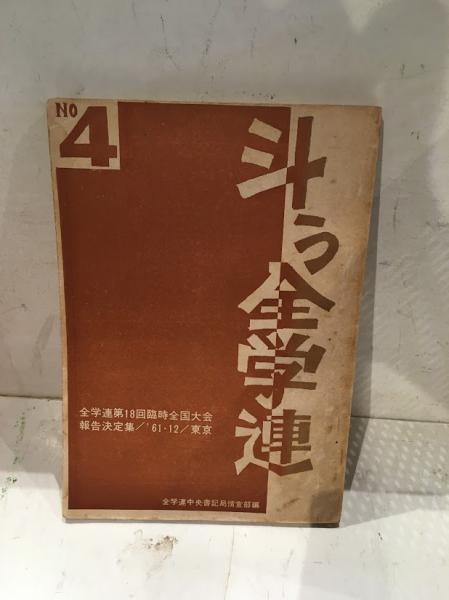 NO
4
斗う全学連
全学連第18回臨時全国大会
報告決定集／'61・12／東京
全学連中央書記局情宣部編